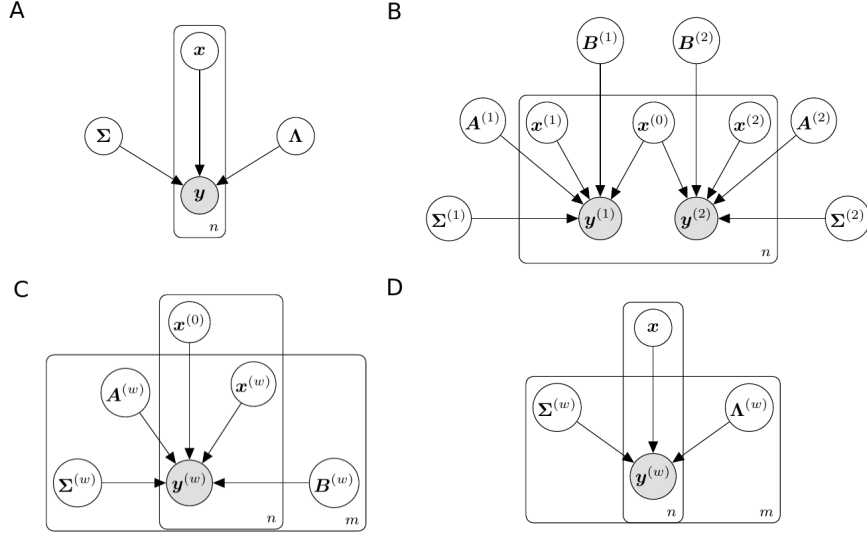 A
x
Σ
Λ
y
n
B
B^(1)
B^(2)
A^(1)
x^(1)
x^(0)
x^(2)
A^(2)
Σ^(1)
y^(1)
y^(2)
Σ^(2)
n
C
x^(0)
A^(w)
x^(w)
Σ^(w)
y^(w)
B^(w)
n
m
D
x
Σ^(w)
Λ^(w)
y^(w)
n
m